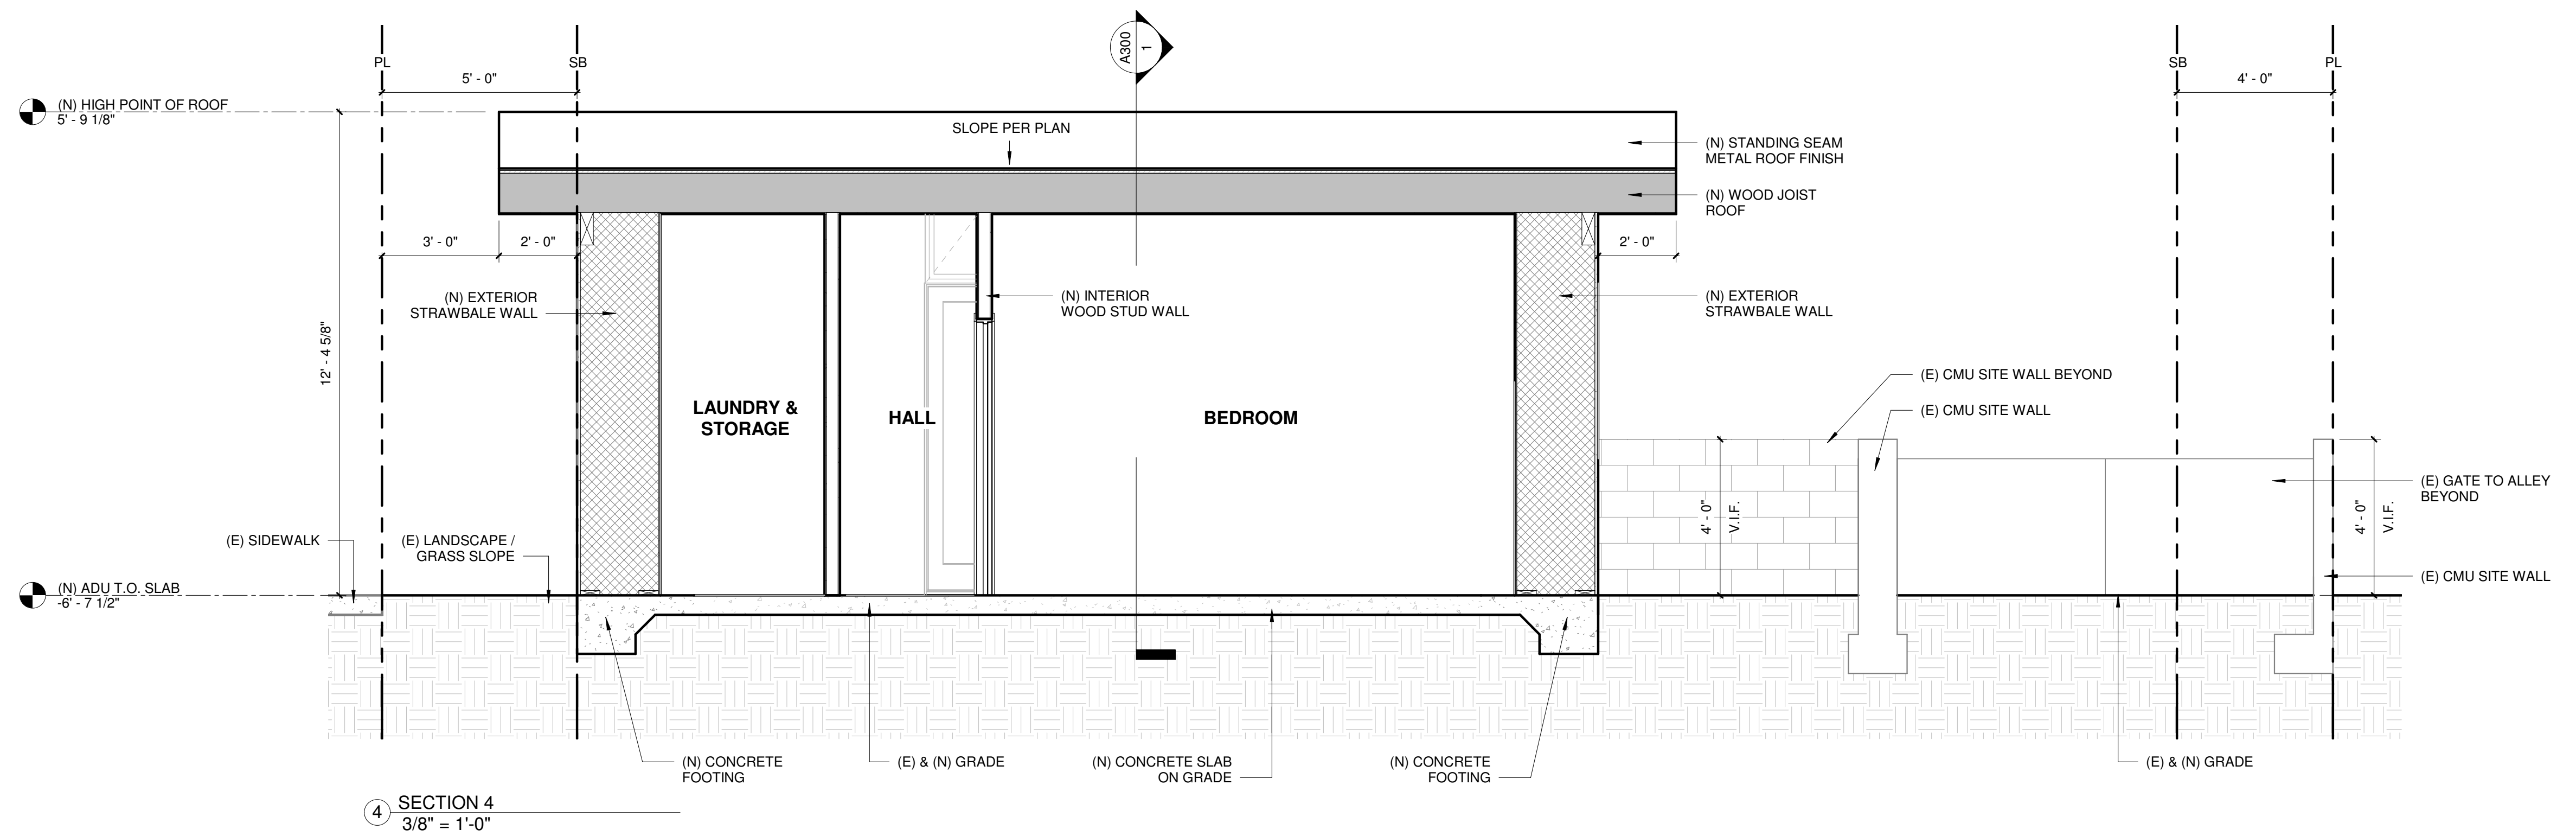 A300
1
PL
SB
SB
PL
5' - 0"
4' - 0"
(N) HIGH POINT OF ROOF
5' - 9 1/8"
SLOPE PER PLAN
(N) STANDING SEAM
METAL ROOF FINISH
(N) WOOD JOIST
ROOF
3' - 0"
2' - 0"
2' - 0"
(N) EXTERIOR
STRAWBALE WALL
(N) INTERIOR
WOOD STUD WALL
(N) EXTERIOR
STRAWBALE WALL
12' - 4 5/8"
(E) CMU SITE WALL BEYOND
(E) CMU SITE WALL
LAUNDRY &
STORAGE
HALL
BEDROOM
(E) GATE TO ALLEY
BEYOND
4' - 0"
V.I.F.
4' - 0"
V.I.F.
(E) SIDEWALK
(E) LANDSCAPE /
GRASS SLOPE
(E) CMU SITE WALL
(N) ADU T.O. SLAB
-6' - 7 1/2"
(N) CONCRETE
FOOTING
(E) & (N) GRADE
(N) CONCRETE SLAB
ON GRADE
(N) CONCRETE
FOOTING
(E) & (N) GRADE
4
SECTION 4
3/8" = 1'-0"